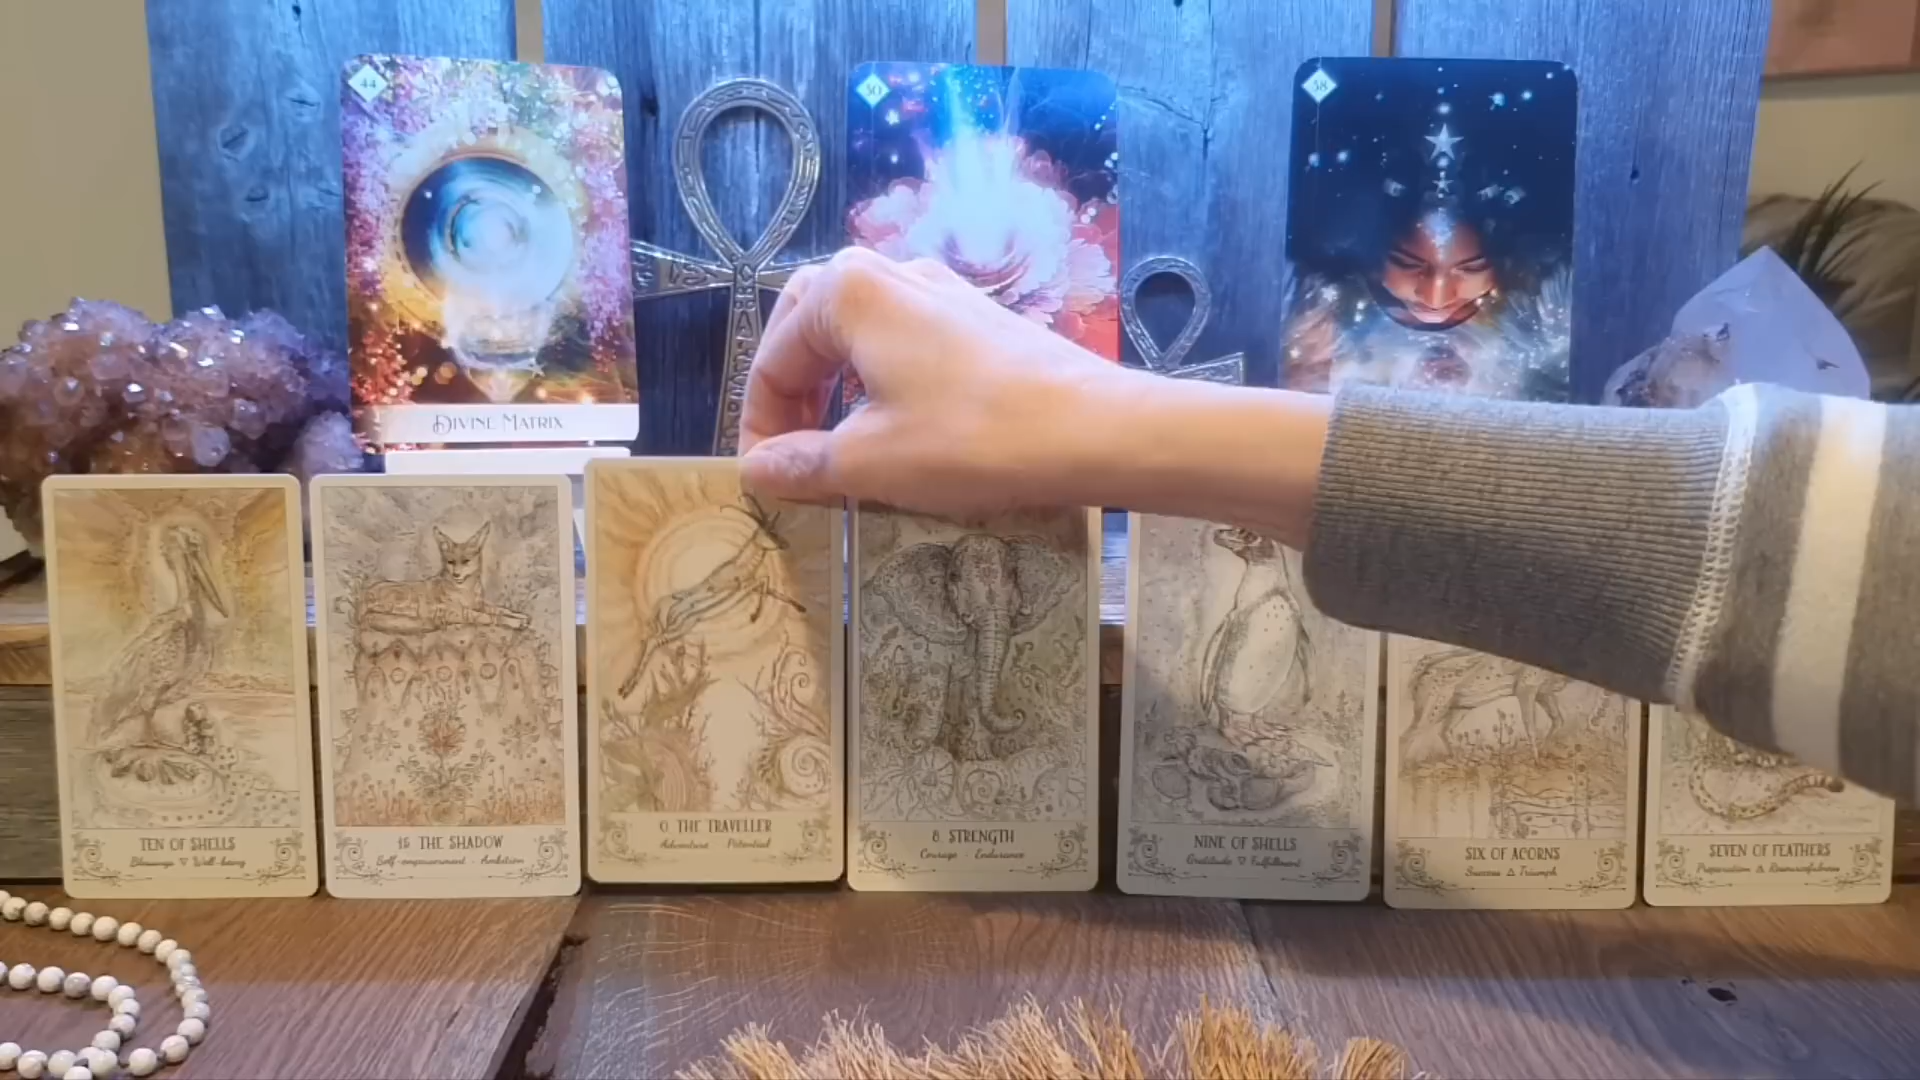 44
50
58
DIVINE MATRIX
TEN OF SHELLS
Blessings ▽ Well-being
15 THE SHADOW
Self-empowerment · Ambition
0 THE TRAVELLER
Adventure · Potential
8 STRENGTH
Courage · Endurance
NINE OF SHELLS
Gratitude ▽ Fulfillment
SIX OF ACORNS
Success △ Triumph
SEVEN OF FEATHERS
Preparation △ Resourcefulness